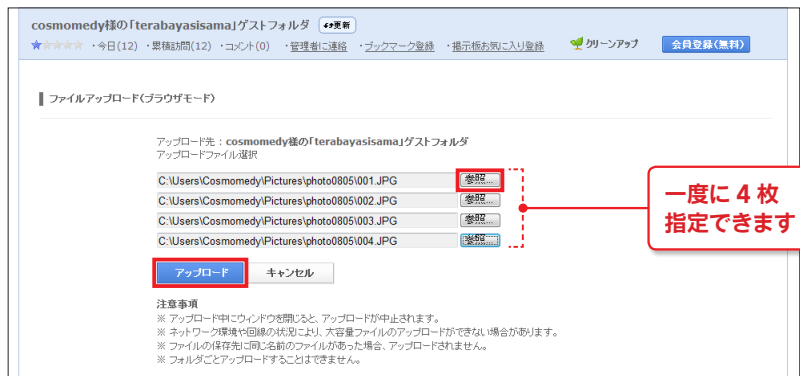 cosmomedy様の「terabayasisama」ゲストフォルダ 更新
★☆☆☆☆ ・今日(12) ・累積訪問(12) ・コメント(0) ・管理者に連絡 ・ブックマーク登録 ・掲示板お気に入り登録 クリーンアップ 会員登録(無料)
ファイルアップロード(ブラウザモード)
アップロード先：cosmomedy様の「terabayasisama」ゲストフォルダ
アップロードファイル選択
C:\Users\Cosmomedy\Pictures\photo0805\001.JPG 参照...
C:\Users\Cosmomedy\Pictures\photo0805\002.JPG 参照...
C:\Users\Cosmomedy\Pictures\photo0805\003.JPG 参照...
C:\Users\Cosmomedy\Pictures\photo0805\004.JPG 参照...
一度に 4 枚
指定できます
アップロード キャンセル
注意事項
※ アップロード中にウィンドウを閉じると、アップロードが中止されます。
※ ネットワーク環境や回線の状況により、大容量ファイルのアップロードができない場合があります。
※ ファイルの保存先に同じ名前のファイルがあった場合、アップロードされません。
※ フォルダごとアップロードすることはできません。